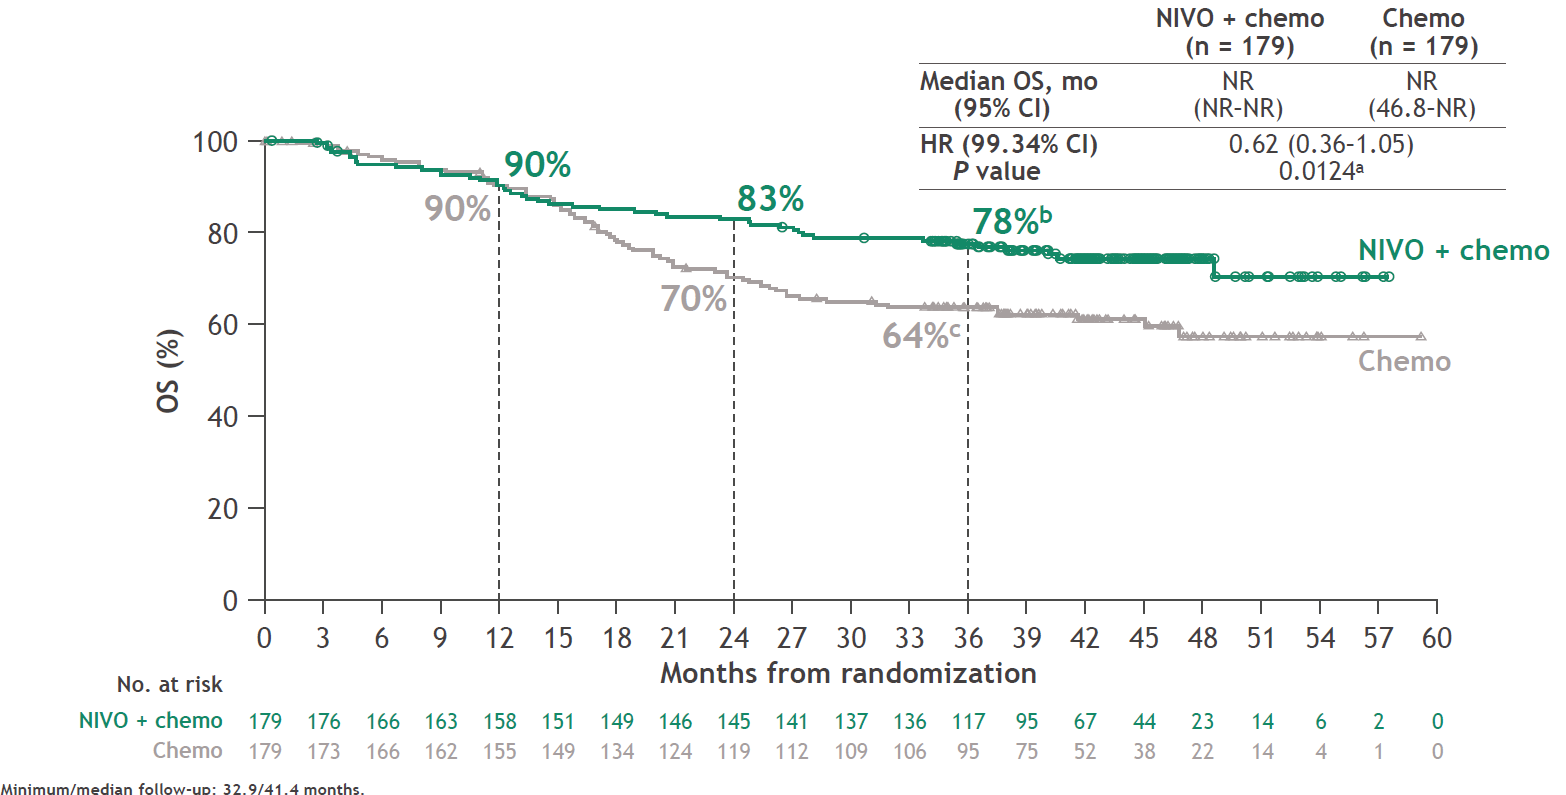 NIVO + chemo Chemo
(n = 179) (n = 179)
Median OS, mo NR NR
(95% CI) (NR–NR) (46.8–NR)
HR (99.34% CI) 0.62 (0.36–1.05)
P value 0.0124a
100
80
60
40
20
0
OS (%)
90%
90%
83%
70%
78%b
64%c
NIVO + chemo
Chemo
0 3 6 9 12 15 18 21 24 27 30 33 36 39 42 45 48 51 54 57 60
Months from randomization
No. at risk
NIVO + chemo 179 176 166 163 158 151 149 146 145 141 137 136 117 95 67 44 23 14 6 2 0
Chemo 179 173 166 162 155 149 134 124 119 112 109 106 95 75 52 38 22 14 4 1 0
Minimum/median follow-up: 32.9/41.4 months.